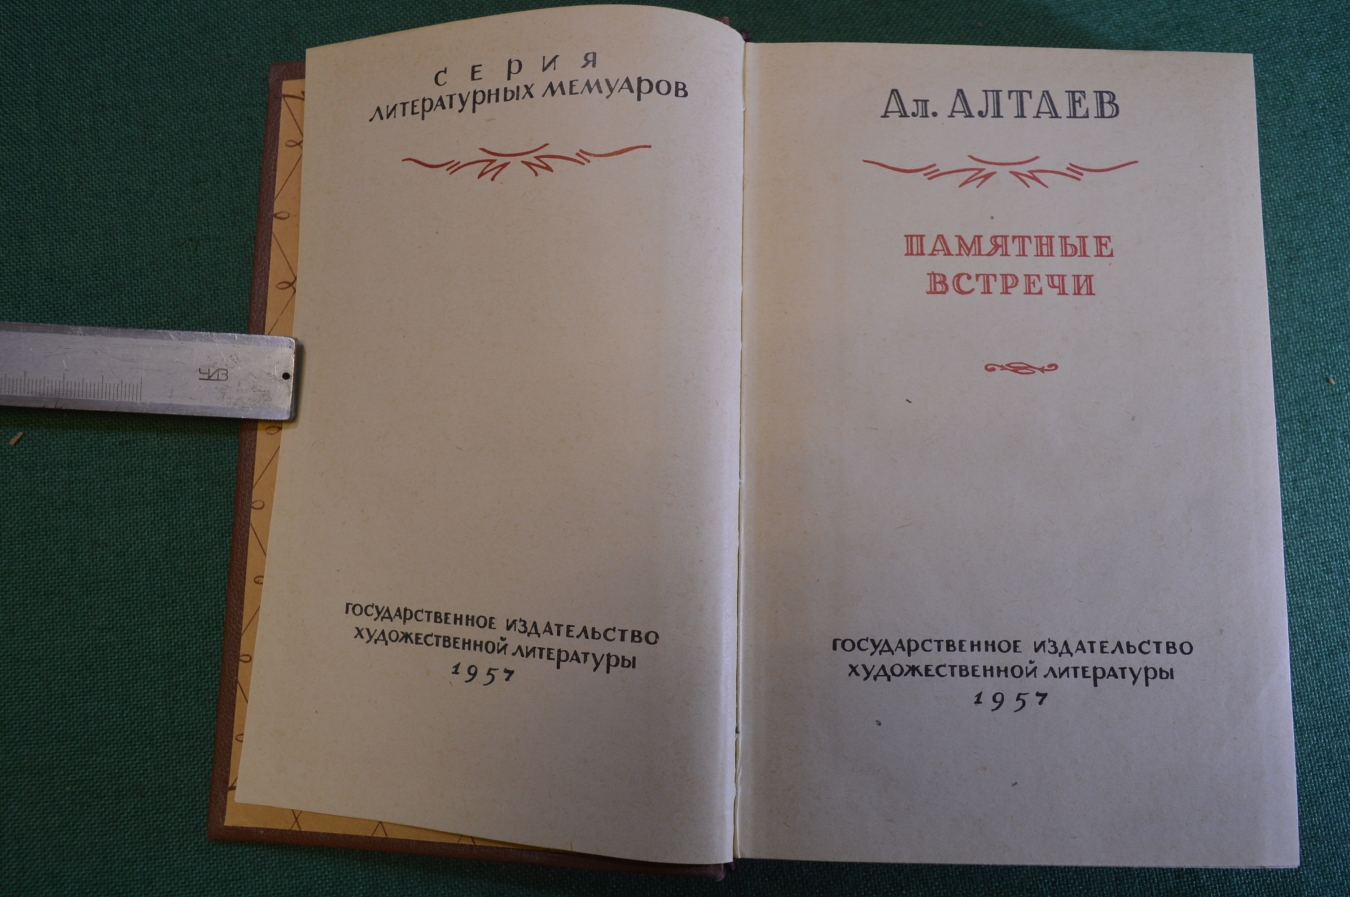 СЕРИЯ
ЛИТЕРАТУРНЫХ МЕМУАРОВ
ГОСУДАРСТВЕННОЕ ИЗДАТЕЛЬСТВО
ХУДОЖЕСТВЕННОЙ ЛИТЕРАТУРЫ
1957
Ал. АЛТАЕВ
ПАМЯТНЫЕ
ВСТРЕЧИ
ГОСУДАРСТВЕННОЕ ИЗДАТЕЛЬСТВО
ХУДОЖЕСТВЕННОЙ ЛИТЕРАТУРЫ
1957